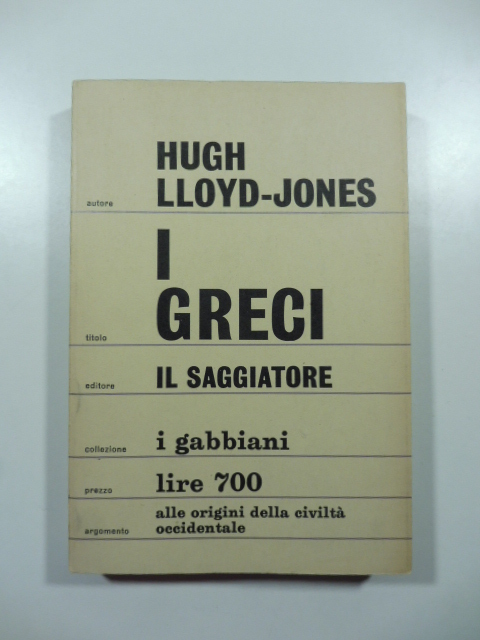 HUGH
autore LLOYD-JONES
I
titolo GRECI
editore IL SAGGIATORE
collezione i gabbiani
prezzo lire 700
alle origini della civiltà
argomento occidentale